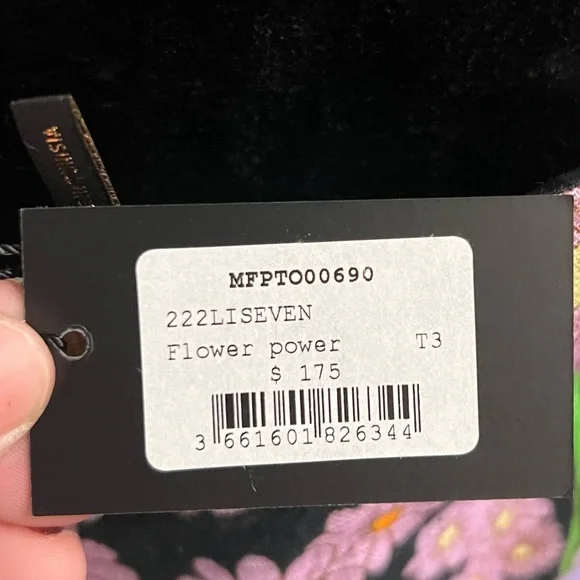 MFPTO00690
222LISEVEN
Flower power T3
$ 175
3 661601 826344